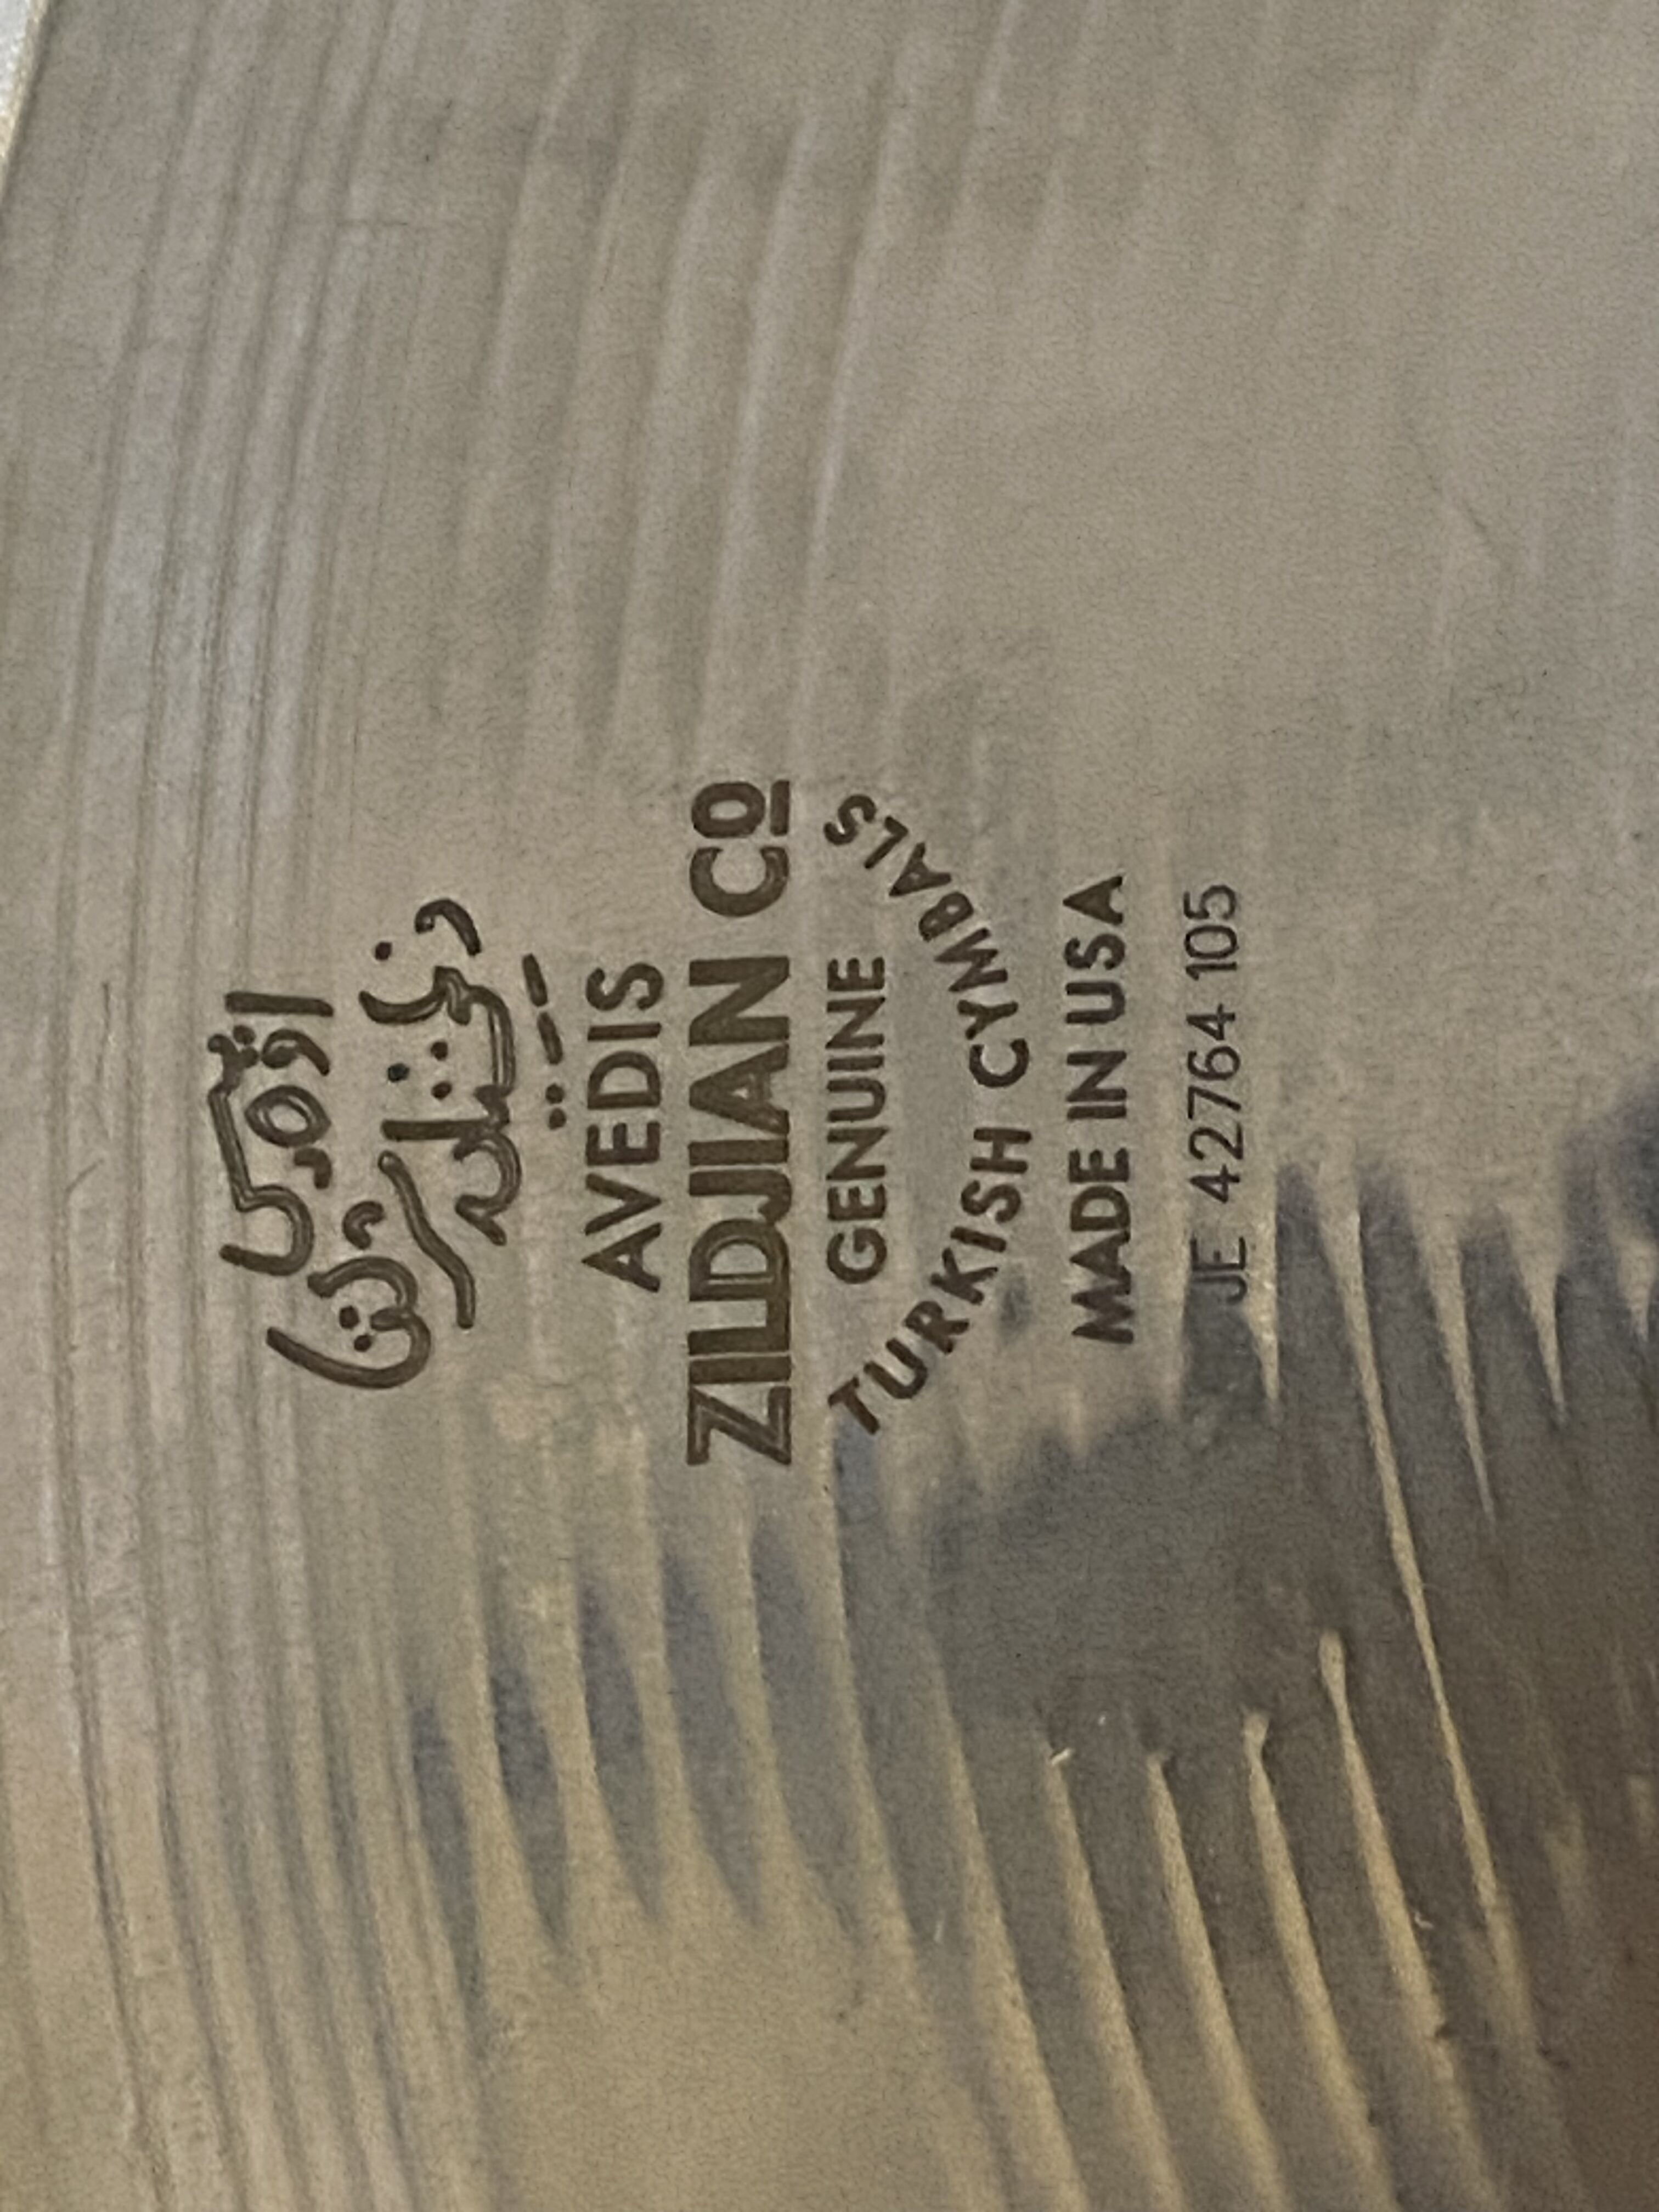 AVEDIS
ZILDJIAN CO
GENUINE
TURKISH CYMBALS
MADE IN USA
JE 42764 105